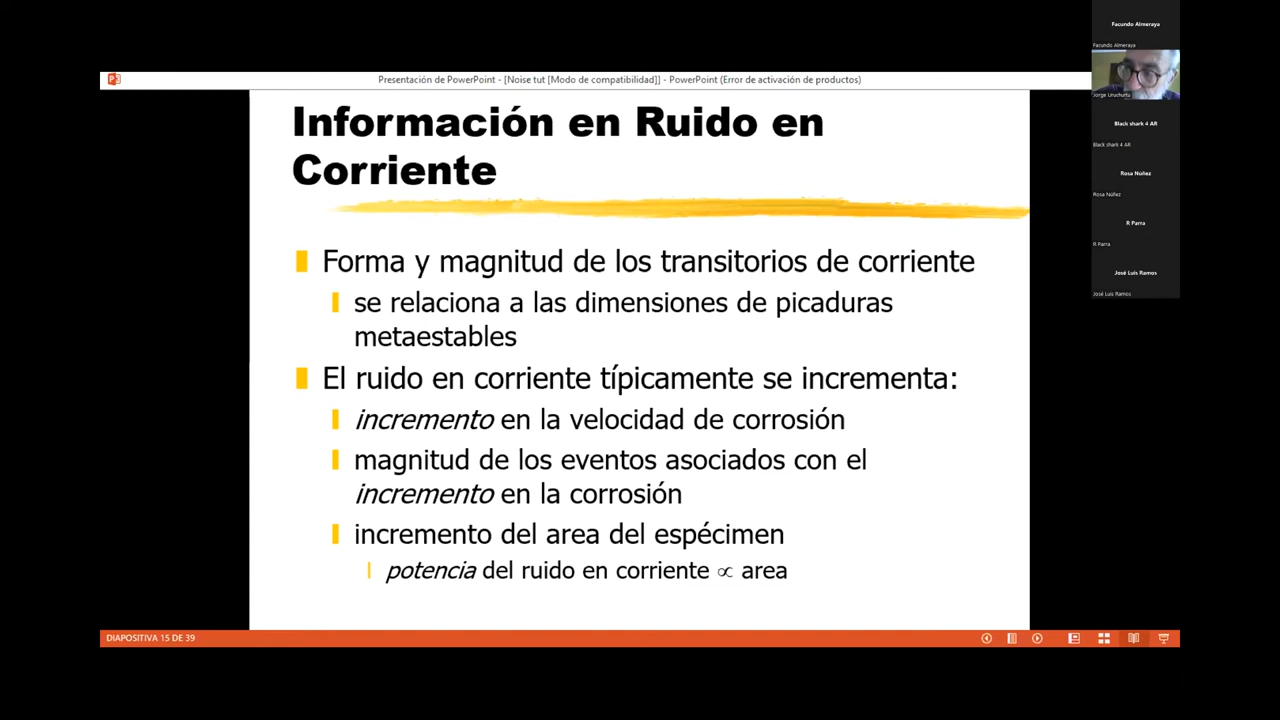 Presentación de PowerPoint - [Noise tut [Modo de compatibilidad]] - PowerPoint (Error de activación de productos)
Información en Ruido en
Corriente
Forma y magnitud de los transitorios de corriente
se relaciona a las dimensiones de picaduras
metaestables
El ruido en corriente típicamente se incrementa:
incremento en la velocidad de corrosión
magnitud de los eventos asociados con el
incremento en la corrosión
incremento del area del espécimen
potencia del ruido en corriente ∝ area
DIAPOSITIVA 15 DE 39
Facundo Almeraya
Facundo Almeraya
Jorge Uruchurtu
Black shark 4 AR
Black shark 4 AR
Rosa Núñez
Rosa Núñez
R Parra
R Parra
José Luis Ramos
José Luis Ramos